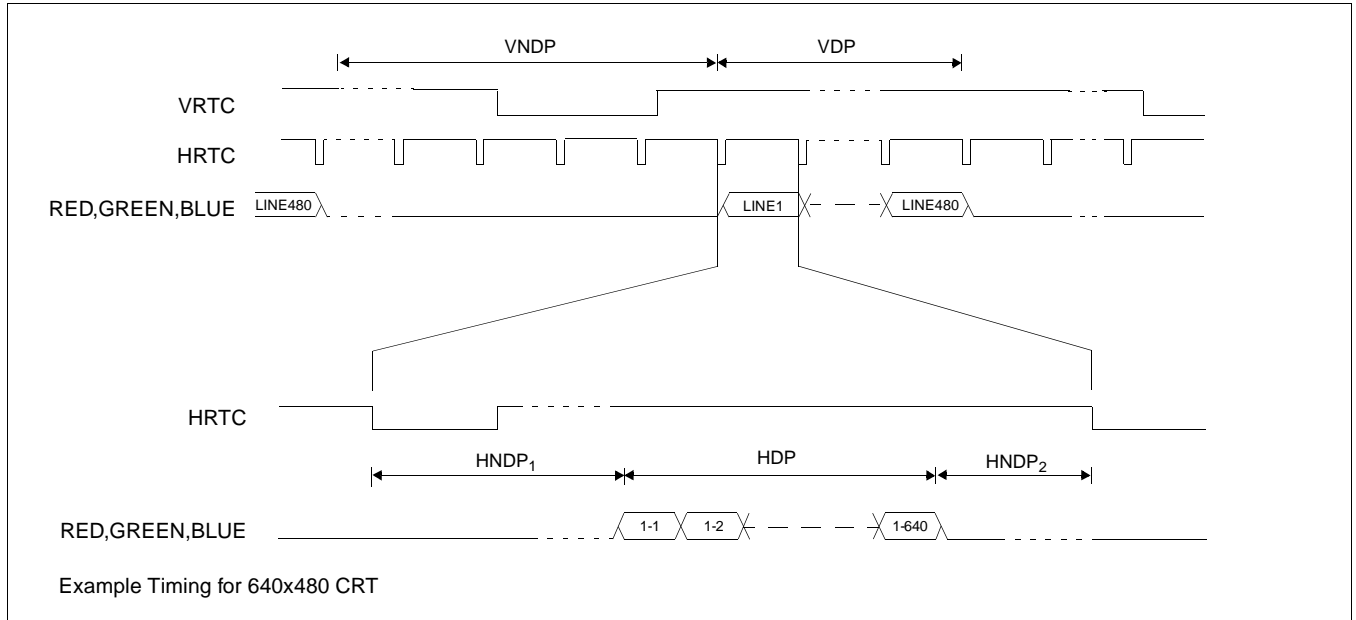 VNDP VDP
VRTC
HRTC
RED,GREEN,BLUE LINE480 LINE1 LINE480
HRTC
HNDP1 HDP HNDP2
RED,GREEN,BLUE 1-1 1-2 1-640
Example Timing for 640x480 CRT